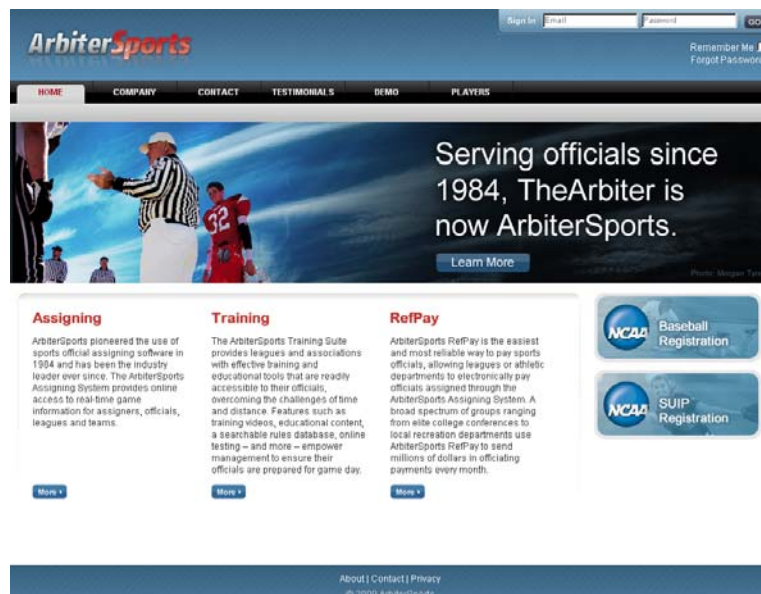 Sign In Email Password GO
ArbiterSports
Remember Me
Forgot Password
HOME COMPANY CONTACT TESTIMONIALS DEMO PLAYERS
Serving officials since
1984, TheArbiter is
now ArbiterSports.
Learn More
Photo: Morgan
Assigning
ArbiterSports pioneered the use of
sports official assigning software in
1984 and has been the industry
leader ever since. The ArbiterSports
Assigning System provides online
access to real-time game
information for assigners, officials,
leagues and teams.
More
Training
The ArbiterSports Training Suite
provides leagues and associations
with effective training and
educational tools that are readily
accessible to their officials,
overcoming the challenges of time
and distance. Features such as
training videos, educational content,
a searchable rules database, online
testing – and more – empower
management to ensure their
officials are prepared for game day.
More
RefPay
ArbiterSports RefPay is the easiest
and most reliable way to pay sports
officials, allowing leagues or athletic
departments to electronically pay
officials assigned through the
ArbiterSports Assigning System. A
broad spectrum of groups ranging
from elite college conferences to
local recreation departments use
ArbiterSports RefPay to send
millions of dollars in officiating
payments every month.
More
NCAA Baseball
Registration
NCAA SUIP
Registration
32
About | Contact | Privacy
© 2009 ArbiterSports